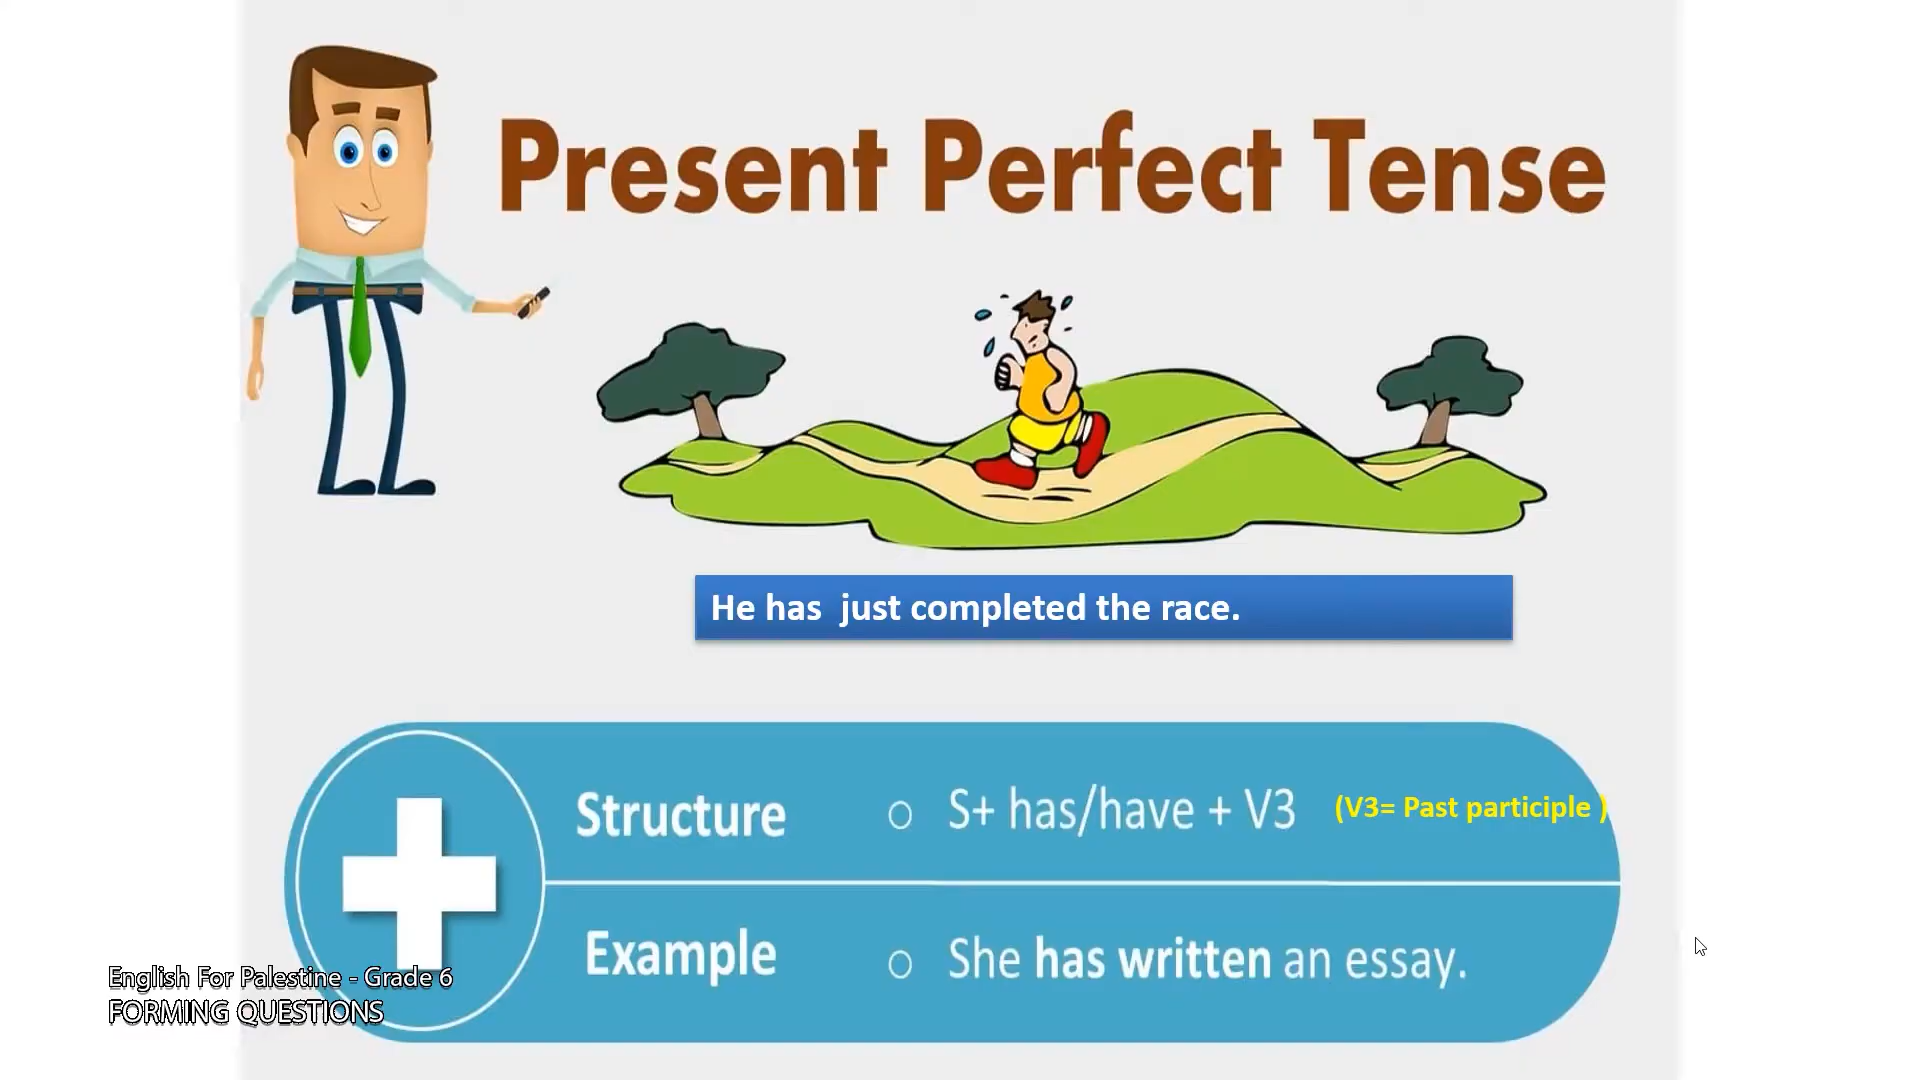 Present Perfect Tense
He has just completed the race.
Structure o S+ has/have + V3 (V3= Past participle )
Example o She has written an essay.
English For Palestine - Grade 6
FORMING QUESTIONS